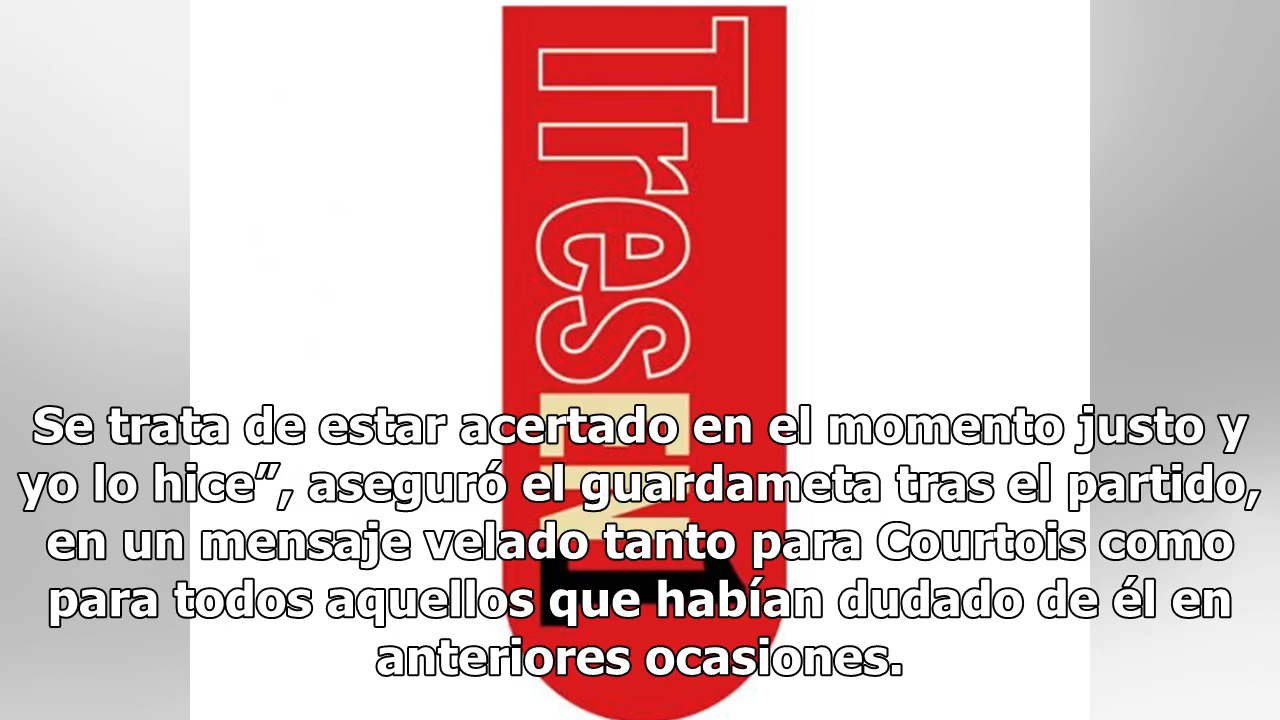 TresEN1
Se trata de estar acertado en el momento justo y
yo lo hice”, aseguró el guardameta tras el partido,
en un mensaje velado tanto para Courtois como
para todos aquellos que habían dudado de él en
anteriores ocasiones.